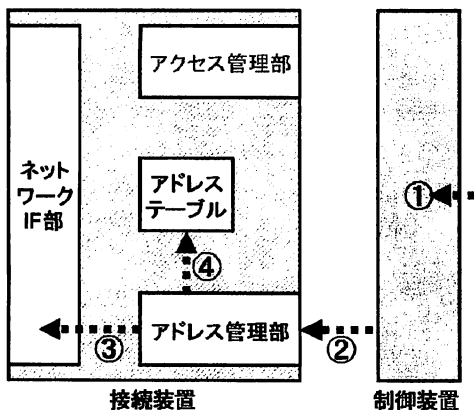 アクセス管理部
ネット
ワーク
IF部
アドレス
テーブル
①
④
アドレス管理部
③
②
接続装置
制御装置